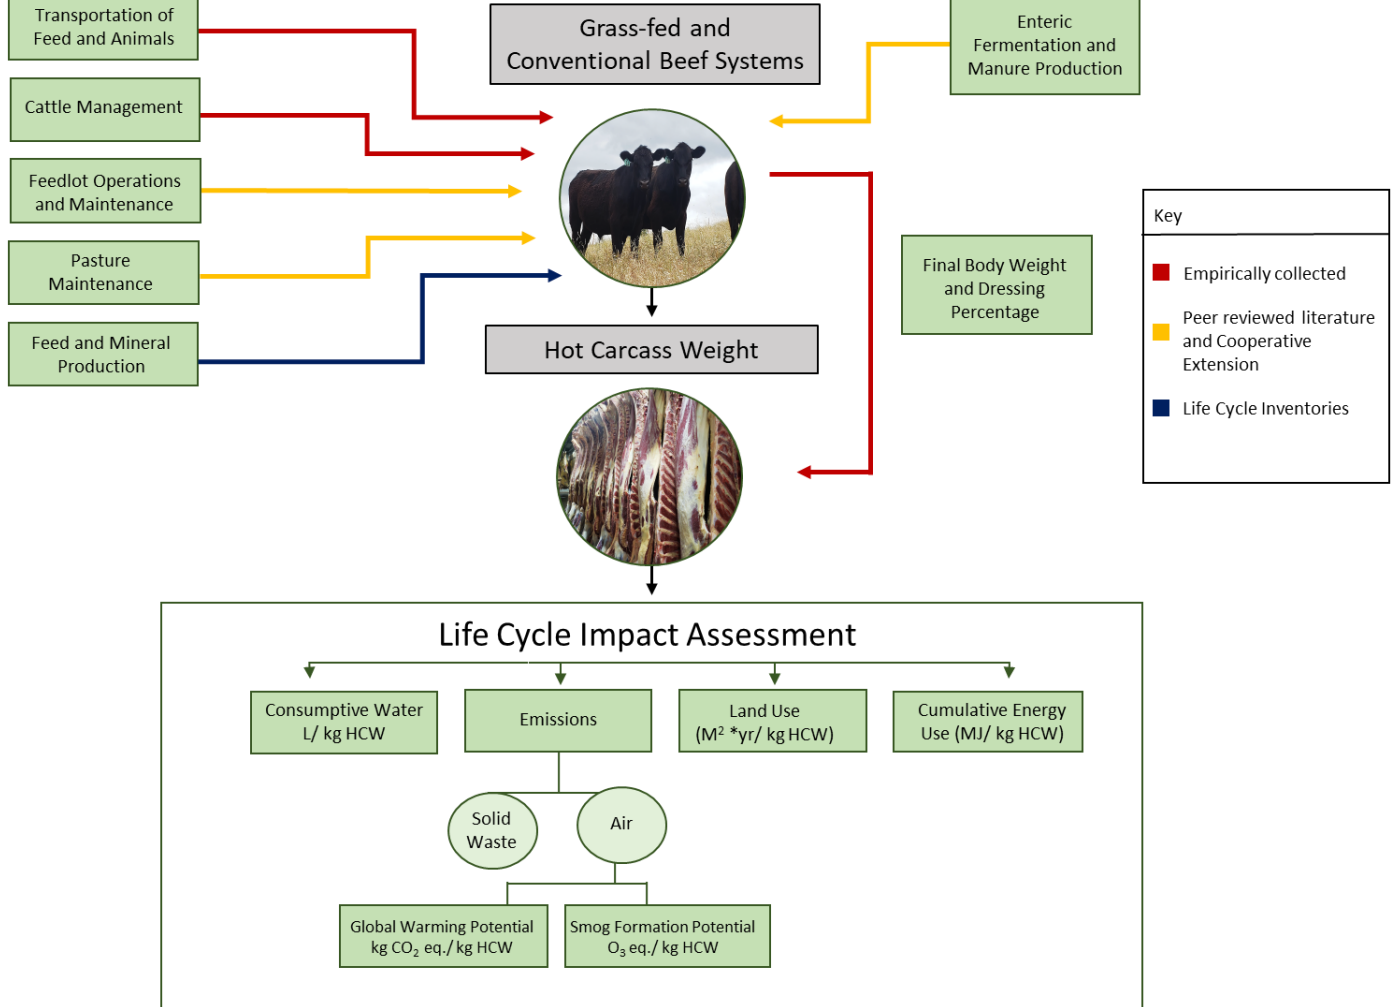 Transportation of
Feed and Animals
Grass-fed and
Conventional Beef Systems
Enteric
Fermentation and
Manure Production
Cattle Management
Feedlot Operations
and Maintenance
Pasture
Maintenance
Feed and Mineral
Production
Final Body Weight
and Dressing
Percentage
Key
Empirically collected
Peer reviewed literature
and Cooperative
Extension
Life Cycle Inventories
Hot Carcass Weight
Life Cycle Impact Assessment
Consumptive Water
L/ kg HCW
Emissions
Land Use
(M² *yr/ kg HCW)
Cumulative Energy
Use (MJ/ kg HCW)
Solid
Waste
Air
Global Warming Potential
kg CO₂ eq./ kg HCW
Smog Formation Potential
O₃ eq./ kg HCW